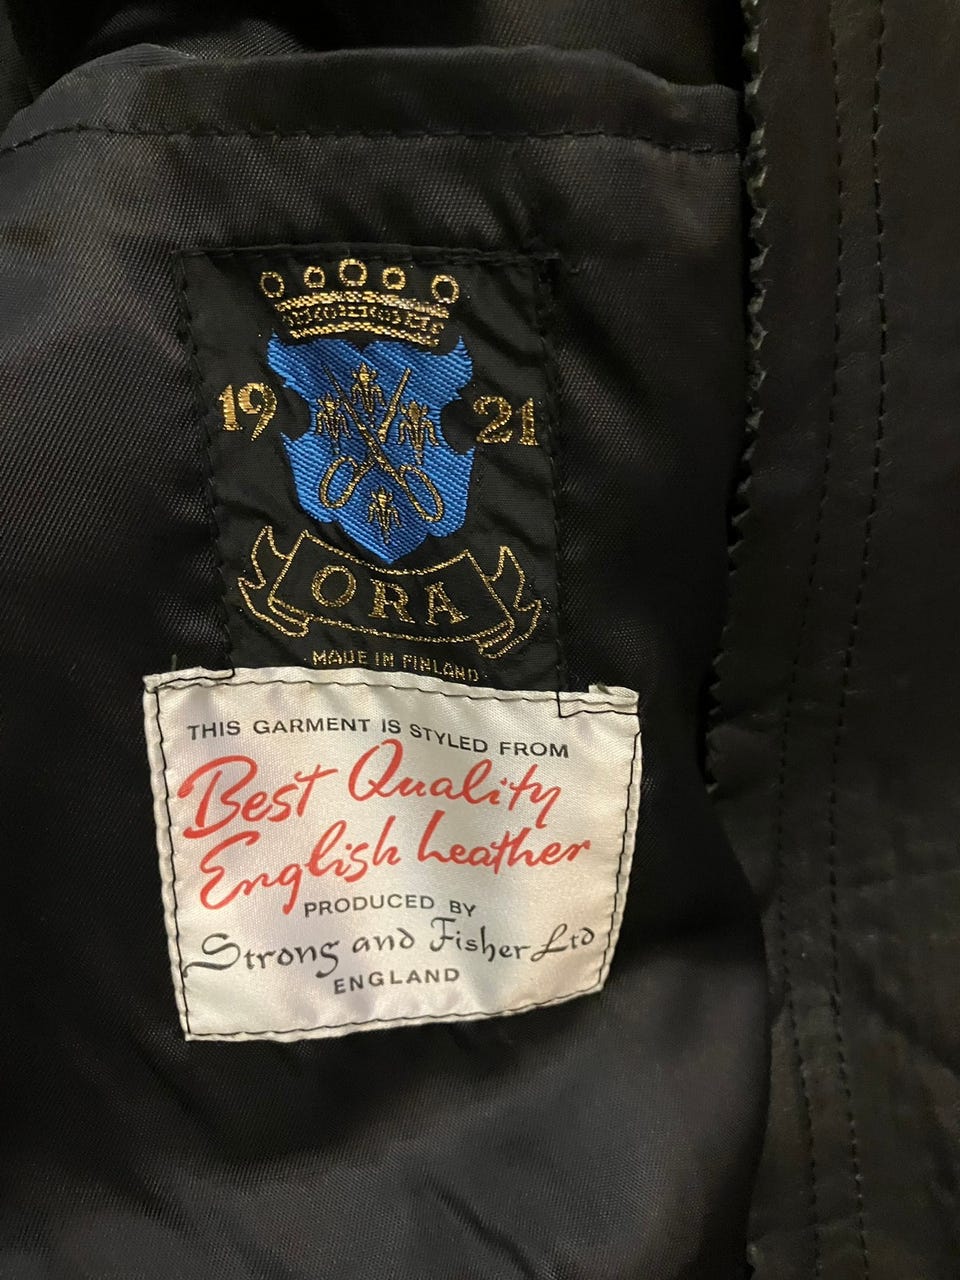 19 21
ORA
MADE IN FINLAND
THIS GARMENT IS STYLED FROM
Best Quality
English Leather
PRODUCED BY
Strong and Fisher Ltd
ENGLAND